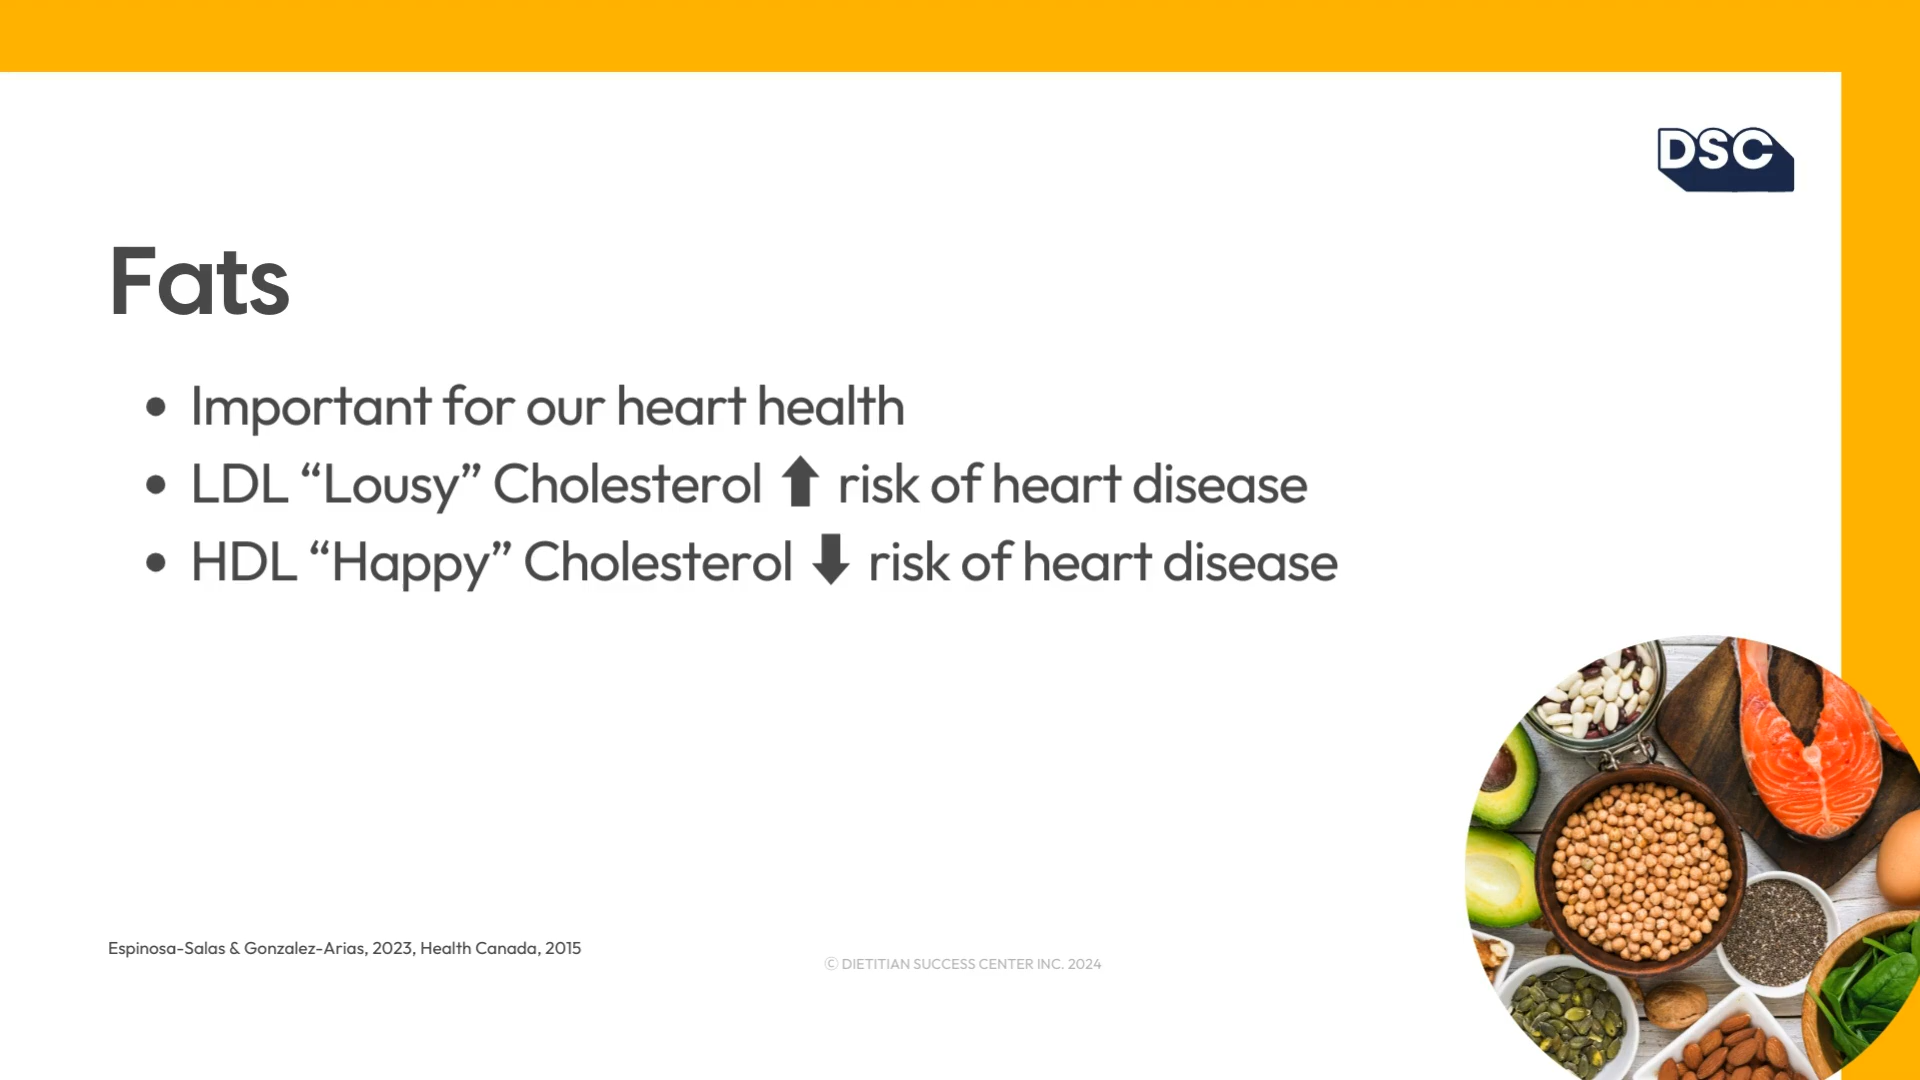 DSC
Fats
• Important for our heart health
• LDL “Lousy” Cholesterol ⬆ risk of heart disease
• HDL “Happy” Cholesterol ⬇ risk of heart disease
Espinosa-Salas & Gonzalez-Arias, 2023, Health Canada, 2015
© DIETITIAN SUCCESS CENTER INC. 2024